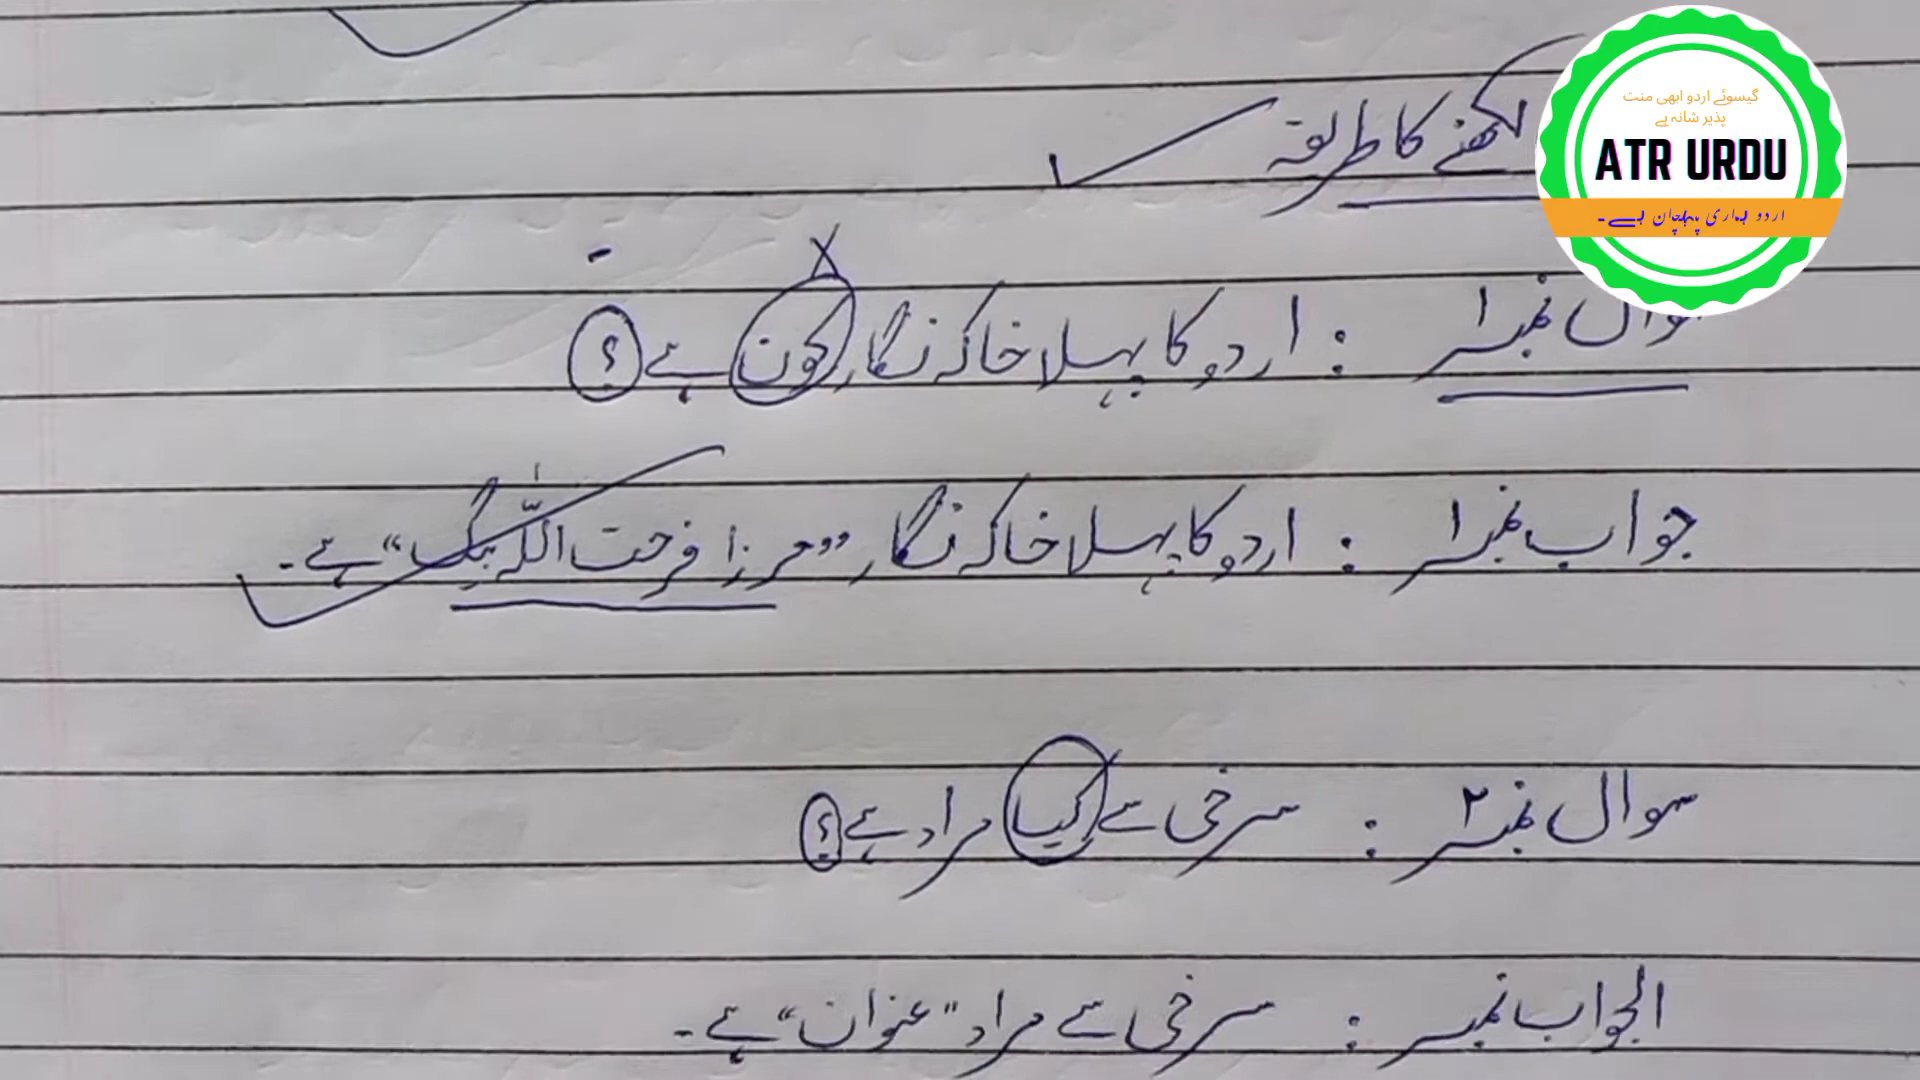 لکھنے کا طریقہ
گیسوئے اردو ابھی منت
پذیر شانہ ہے
ATR URDU
اردو ہماری پہچان ہے۔
سوال نمبر ۱ : اردو کا پہلا خاکہ نگار کون ہے ؟
جواب نمبر ۱ : اردو کا پہلا خاکہ نگار ”مرزا فرحت اللہ بیگ“ ہے۔
سوال نمبر ۲ : سرخی سے کیا مراد ہے ؟
الجواب نمبر : سرخی سے مراد ”عنوان“ ہے۔